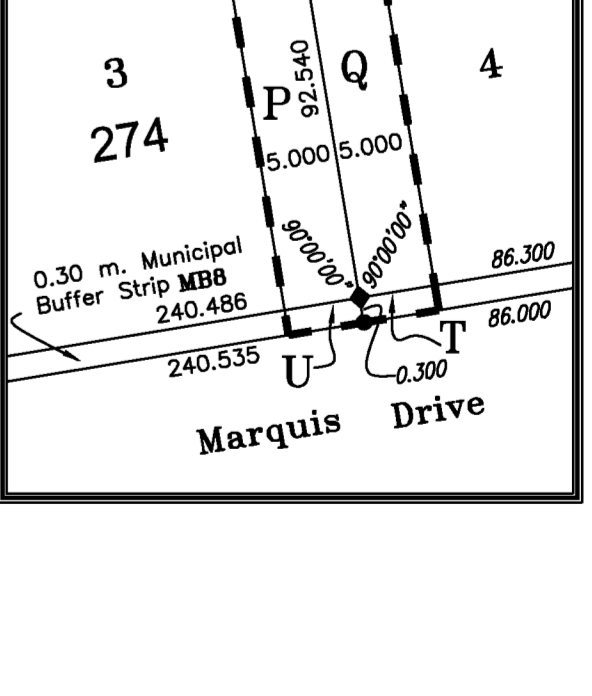 3
274
P
92.540
Q
4
5.000
5.000
90°00'00"
90°00'00"
0.30 m. Municipal
Buffer Strip MB8
240.486
240.535
86.300
86.000
U
T
0.300
Marquis Drive